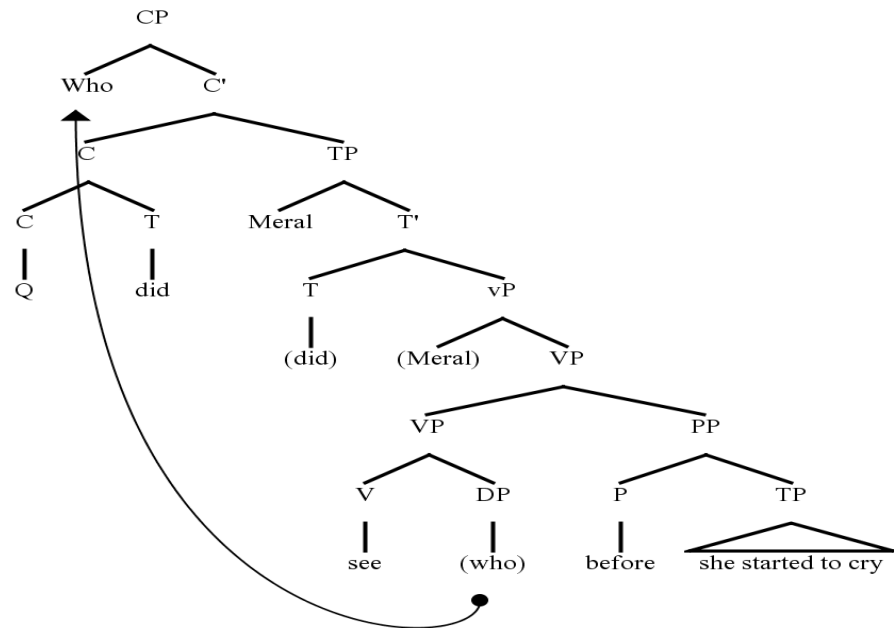 CP
Who C'
C TP
C T Meral T'
Q did T vP
(did) (Meral) VP
VP PP
V DP P TP
see (who) before she started to cry